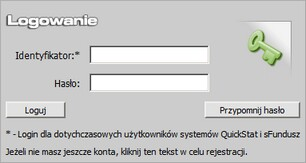 Logowanie
Identyfikator:*
Hasło:
Loguj Przypomnij hasło
* - Login dla dotychczasowych użytkowników systemów QuickStat i sFundusz
Jeżeli nie masz jeszcze konta, kliknij ten tekst w celu rejestracji.